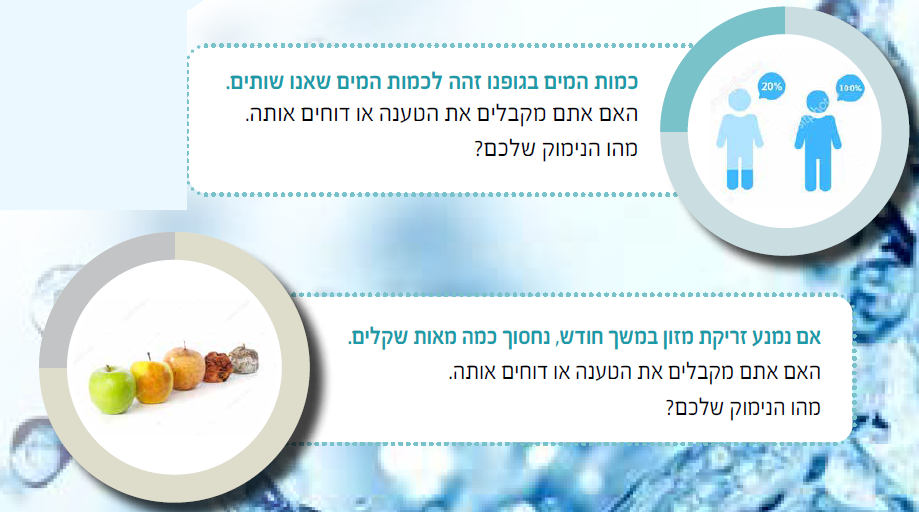 כמות המים בגופנו זהה לכמות המים שאנו שותים.
האם אתם מקבלים את הטענה או דוחים אותה.
מהו הנימוק שלכם?
20%
100%
אם נמנע זריקת מזון במשך חודש, נחסוך כמה מאות שקלים.
האם אתם מקבלים את הטענה או דוחים אותה.
מהו הנימוק שלכם?